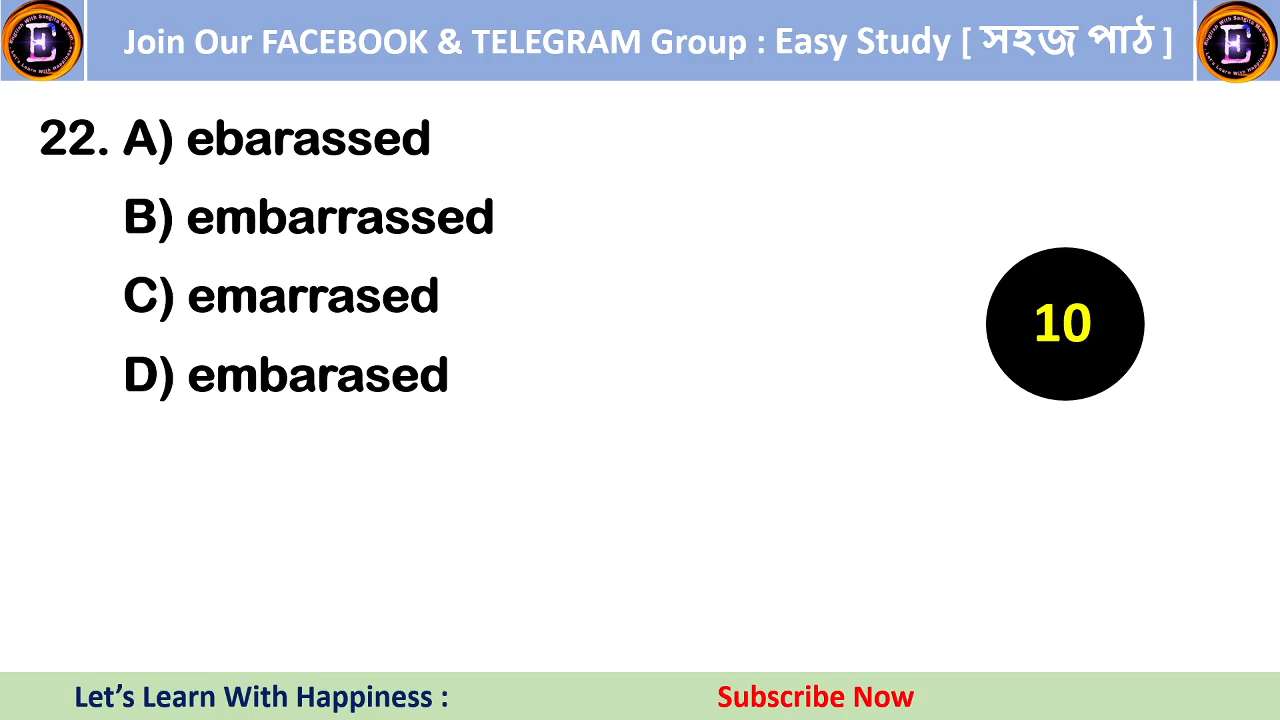 Join Our FACEBOOK & TELEGRAM Group : Easy Study [ সহজ পাঠ ]
22. A) ebarassed
B) embarrassed
C) emarrased
D) embarased
10
Let's Learn With Happiness :
Subscribe Now